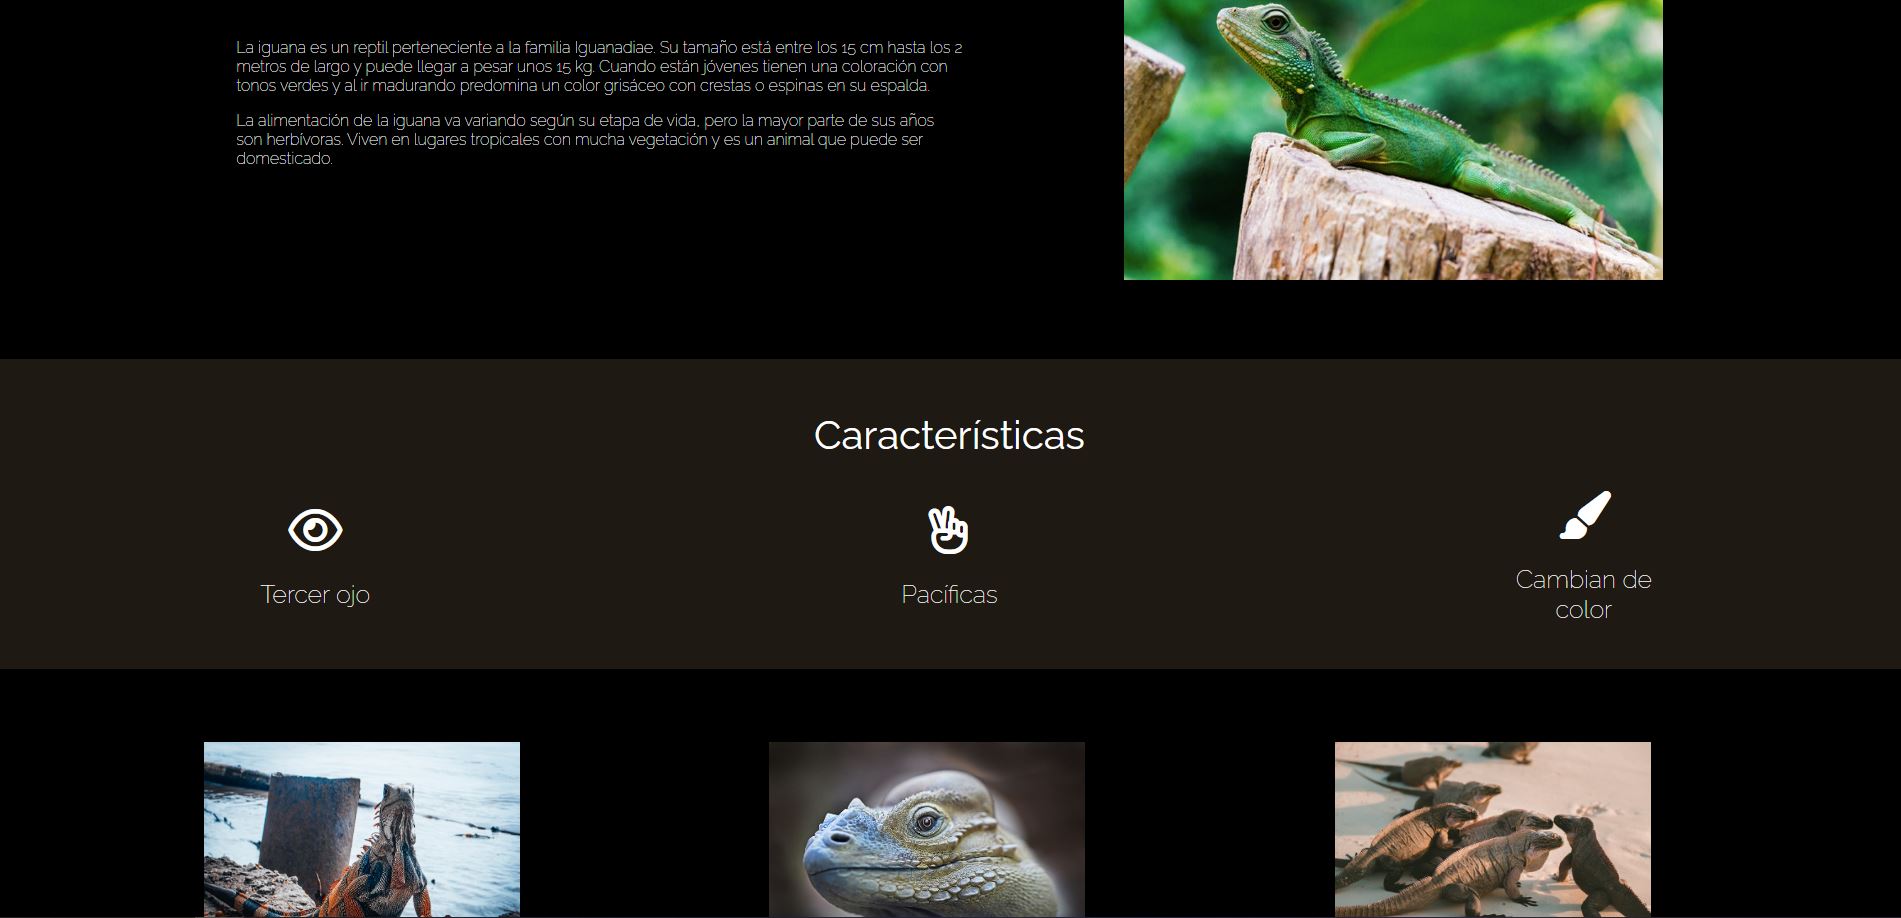 La iguana es un reptil perteneciente a la familia Iguanadiae. Su tamaño está entre los 15 cm hasta los 2
metros de largo y puede llegar a pesar unos 15 kg. Cuando están jóvenes tienen una coloración con
tonos verdes y al ir madurando predomina un color grisáceo con crestas o espinas en su espalda.
La alimentación de la iguana va variando según su etapa de vida, pero la mayor parte de sus años
son herbívoras. Viven en lugares tropicales con mucha vegetación y es un animal que puede ser
domesticado.
Características
Tercer ojo
Pacíficas
Cambian de
color